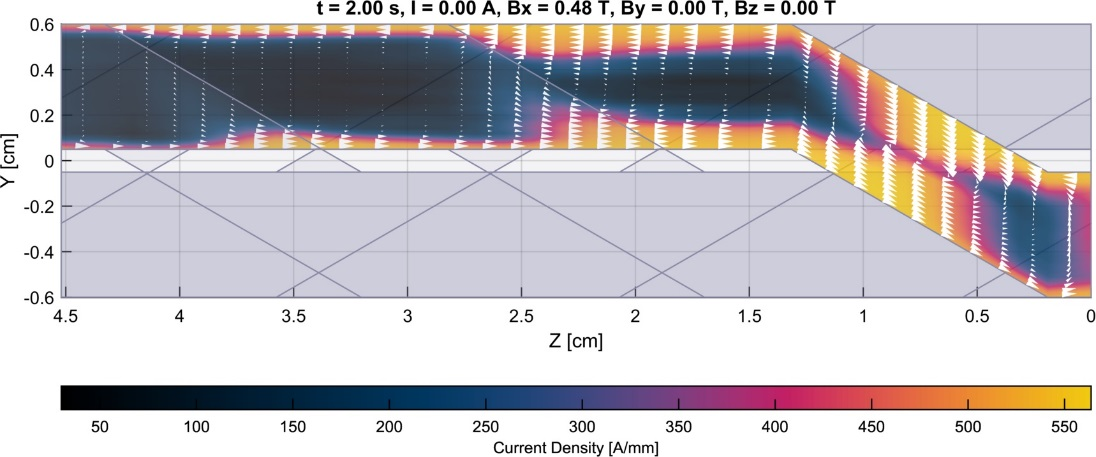 t = 2.00 s, I = 0.00 A, Bx = 0.48 T, By = 0.00 T, Bz = 0.00 T
0.6
0.4
0.2
0
-0.2
-0.4
-0.6
Y [cm]
4.5 4 3.5 3 2.5 2 1.5 1 0.5 0
Z [cm]
50 100 150 200 250 300 350 400 450 500 550
Current Density [A/mm]